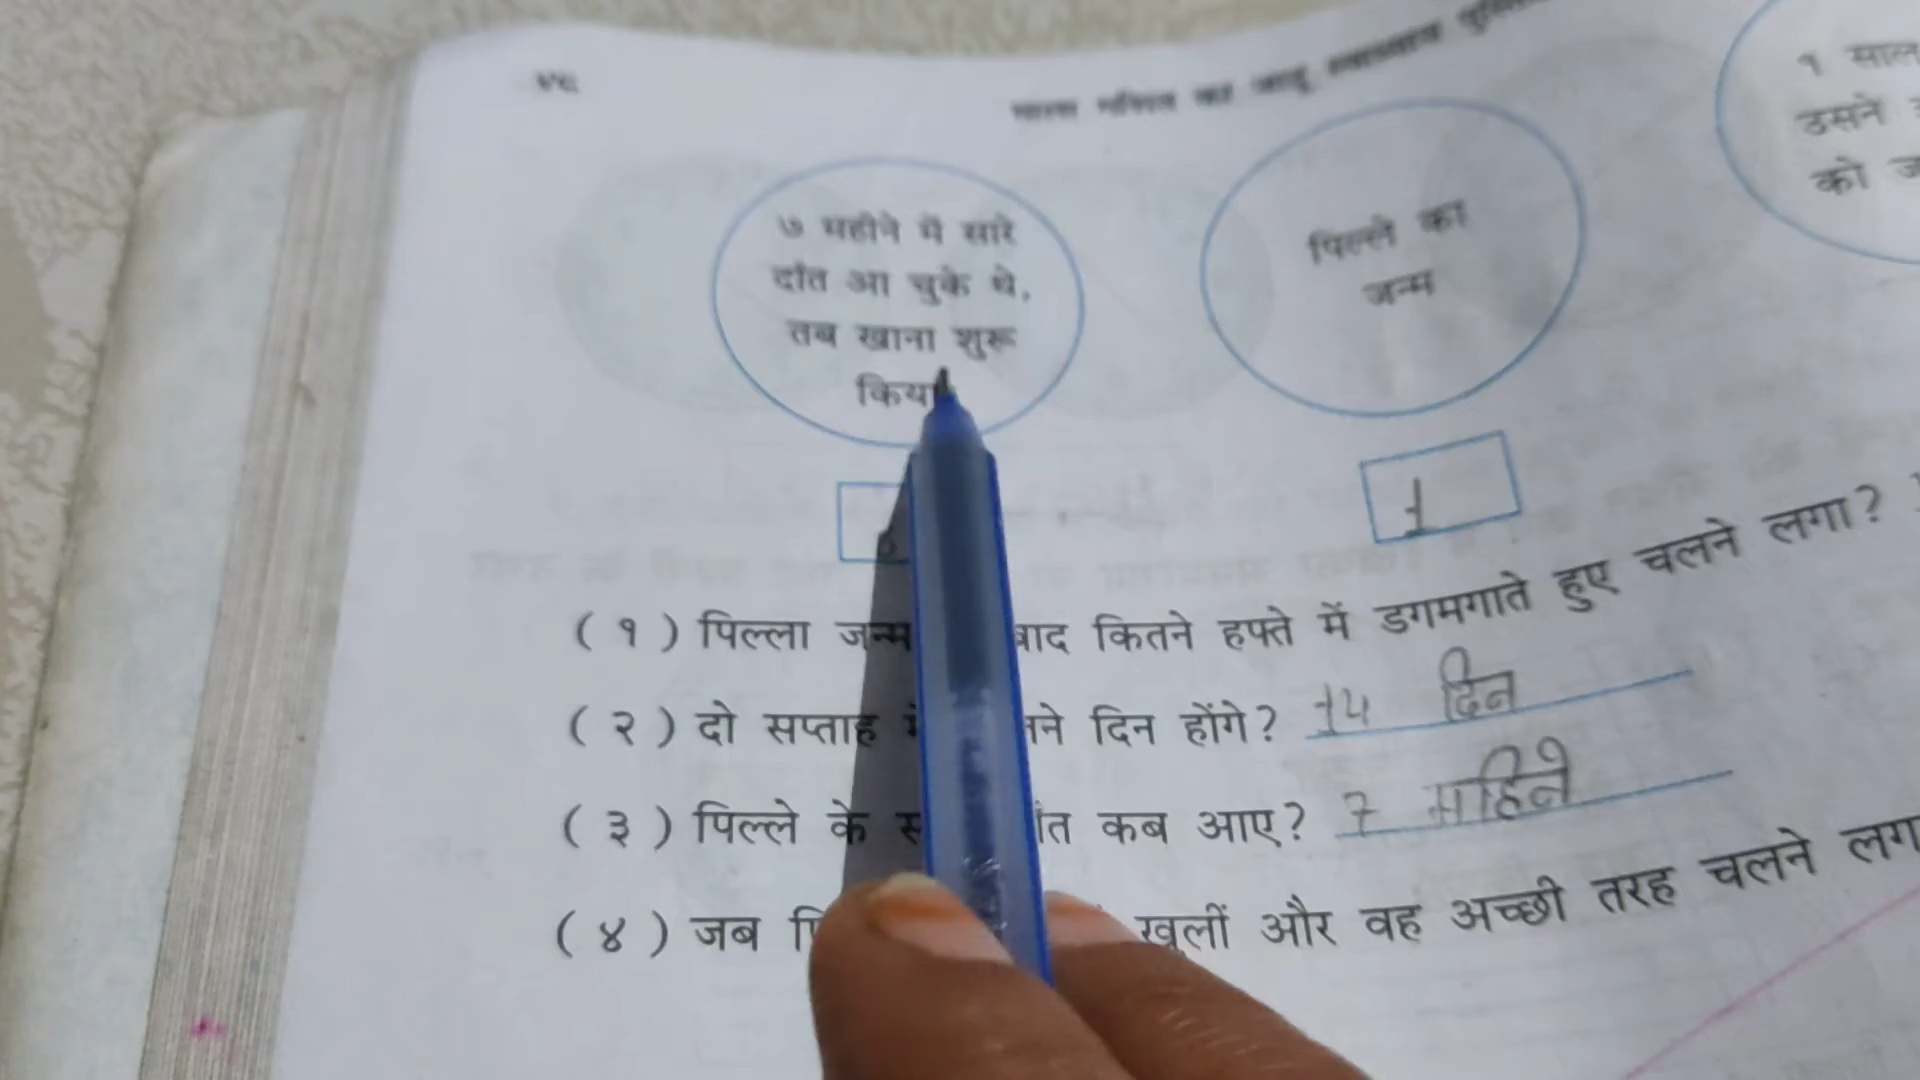 ७ महीने में सारे
दाँत आ चुके थे,
तब खाना शुरू
किया
पिल्ले का
जन्म
१ साल
उसने
को
1
( १ ) पिल्ला जन्म बाद कितने हफ्ते में डगमगाते हुए चलने लगा?
( २ ) दो सप्ताह दिन होंगे? 14 दिन
( ३ ) पिल्ले के कब आए? 7 महिने
( ४ ) जब खुलीं और वह अच्छी तरह चलने